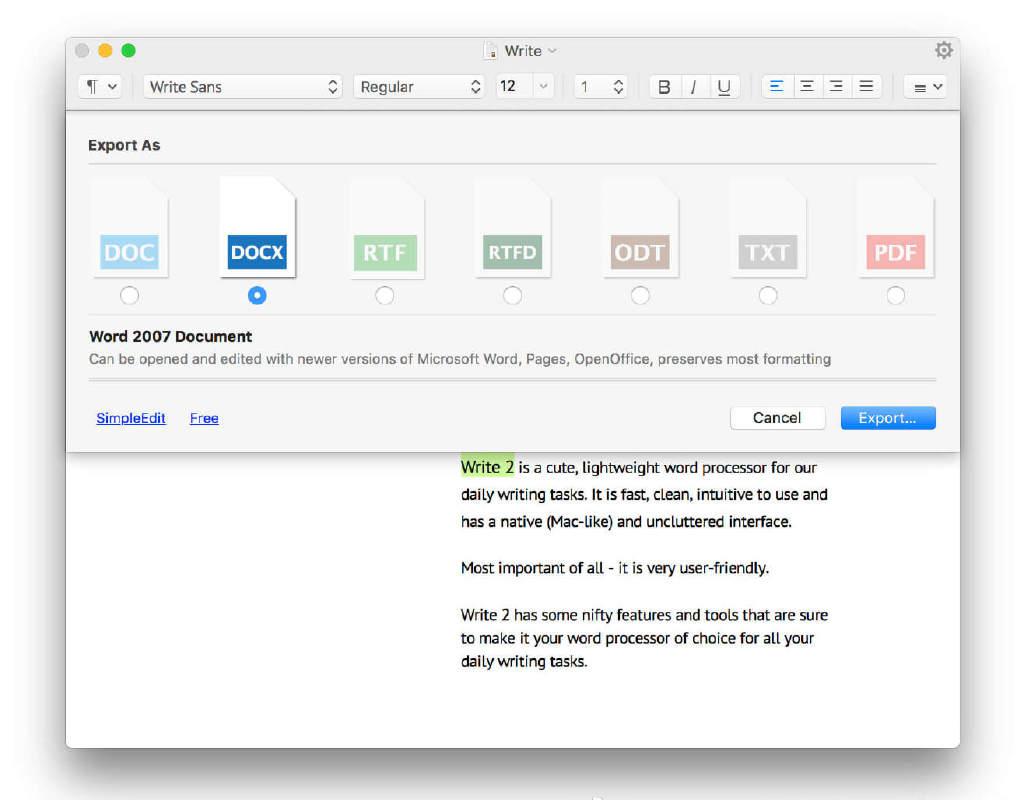 Write
¶ Write Sans Regular 12 1 B I U
Export As
DOC DOCX RTF RTFD ODT TXT PDF
Word 2007 Document
Can be opened and edited with newer versions of Microsoft Word, Pages, OpenOffice, preserves most formatting
SimpleEdit Free Cancel Export...
Write 2 is a cute, lightweight word processor for our
daily writing tasks. It is fast, clean, intuitive to use and
has a native (Mac-like) and uncluttered interface.
Most important of all - it is very user-friendly.
Write 2 has some nifty features and tools that are sure
to make it your word processor of choice for all your
daily writing tasks.